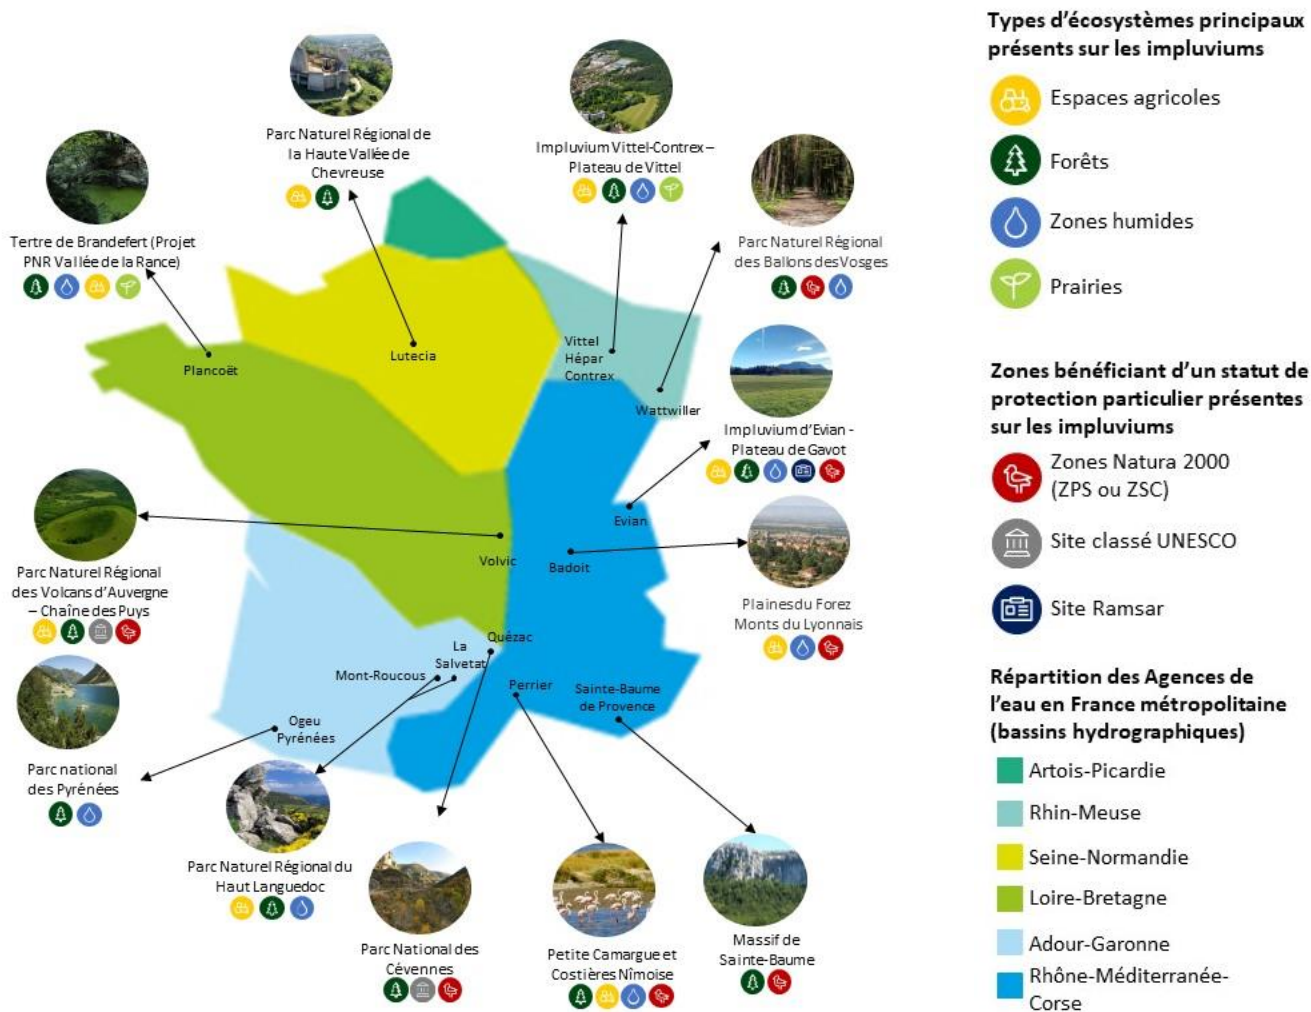 Parc Naturel Régional de
la Haute Vallée de
Chevreuse
Impluvium Vittel-Contrex –
Plateau de Vittel
Tertre de Brandefert (Projet
PNR Vallée de la Rance)
Parc Naturel Régional
des Ballons des Vosges
Plancoët
Lutecia
Vittel
Hépar
Contrex
Wattwiller
Impluvium d'Evian -
Plateau de Gavot
Evian
Volvic
Badoit
Parc Naturel Régional
des Volcans d'Auvergne
– Chaîne des Puys
Plaines du Forez
Monts du Lyonnais
Quézac
La
Salvetat
Mont-Roucous
Perrier
Sainte-Baume
de Provence
Ogeu
Pyrénées
Parc national
des Pyrénées
Parc Naturel Régional du
Haut Languedoc
Parc National des
Cévennes
Petite Camargue et
Costières Nîmoise
Massif de
Sainte-Baume
Types d'écosystèmes principaux
présents sur les impluviums
Espaces agricoles
Forêts
Zones humides
Prairies
Zones bénéficiant d'un statut de
protection particulier présentes
sur les impluviums
Zones Natura 2000
(ZPS ou ZSC)
Site classé UNESCO
Site Ramsar
Répartition des Agences de
l'eau en France métropolitaine
(bassins hydrographiques)
Artois-Picardie
Rhin-Meuse
Seine-Normandie
Loire-Bretagne
Adour-Garonne
Rhône-Méditerranée-
Corse